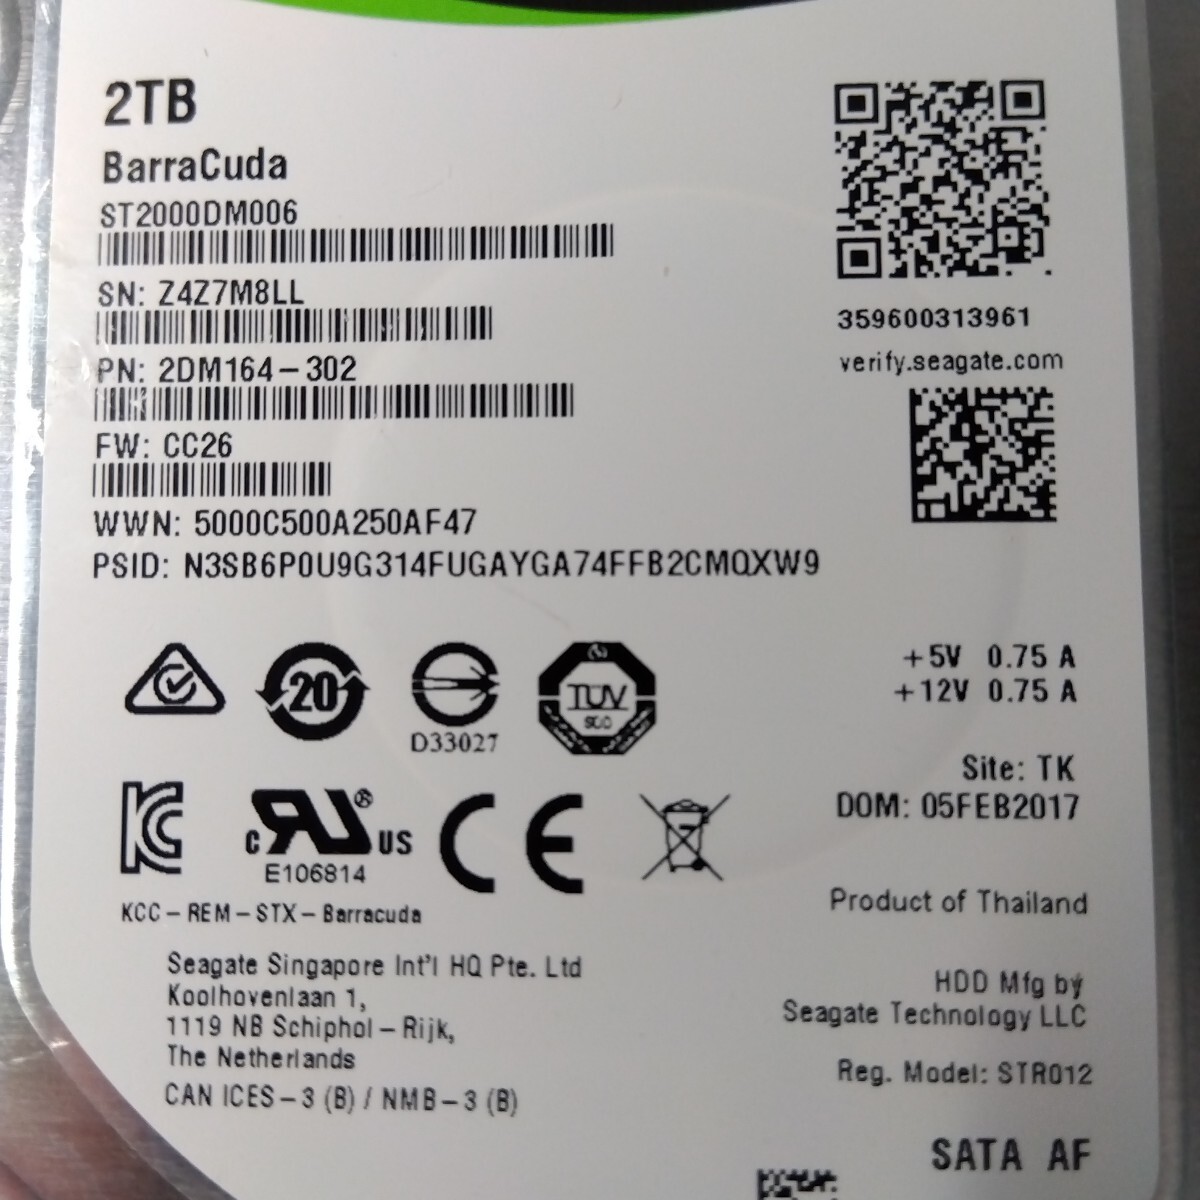 2TB
BarraCuda
ST2000DM006
SN: Z4Z7M8LL
PN: 2DM164-302
FW: CC26
WWN: 5000C500A250AF47
PSID: N3SB6P0U9G314FUGAYGA74FFB2CMQXW9
359600313961
verify.seagate.com
20
D33027
TÜV
+5V 0.75 A
+12V 0.75 A
Site: TK
DOM: 05FEB2017
c RU ® US
E106814
CE
KCC-REM-STX-Barracuda
Product of Thailand
Seagate Singapore Int'l HQ Pte. Ltd
Koolhovenlaan 1,
1119 NB Schiphol-Rijk,
The Netherlands
CAN ICES-3 (B) / NMB-3 (B)
HDD Mfg by
Seagate Technology LLC
Reg. Model: STR012
SATA AF